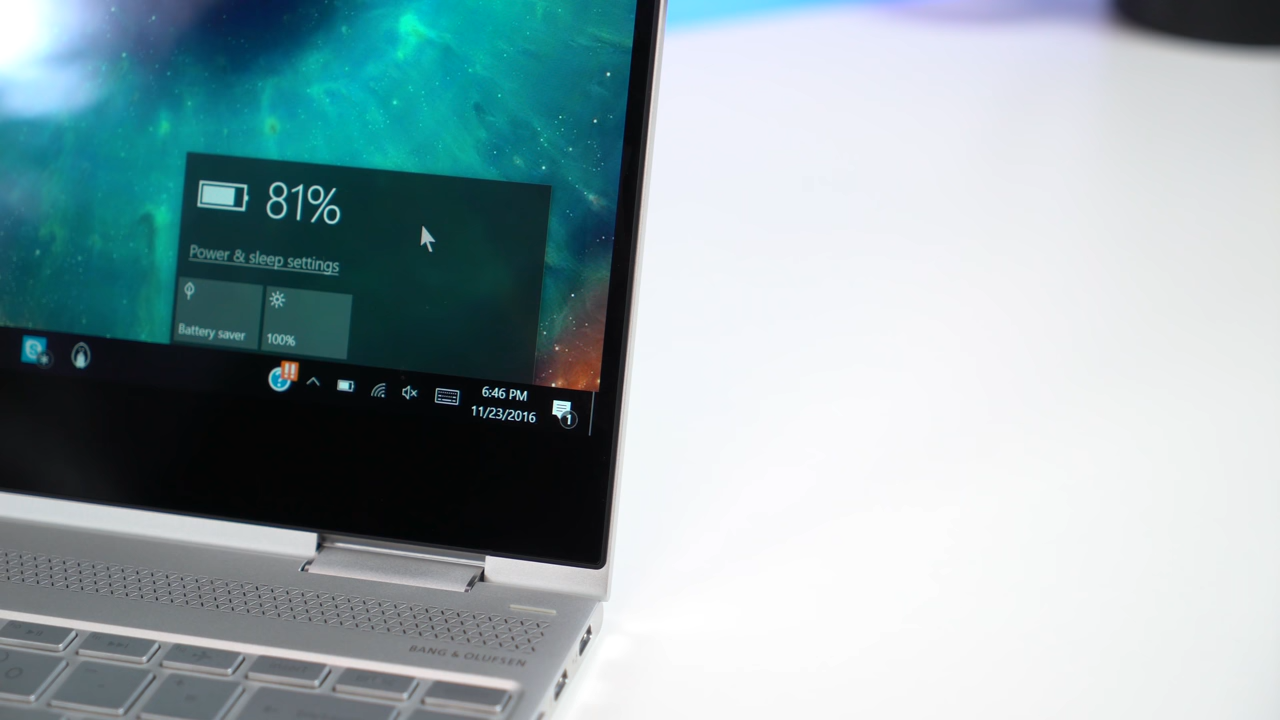 81%
Power & sleep settings
Battery saver
100%
6:46 PM
11/23/2016
1
BANG & OLUFSEN